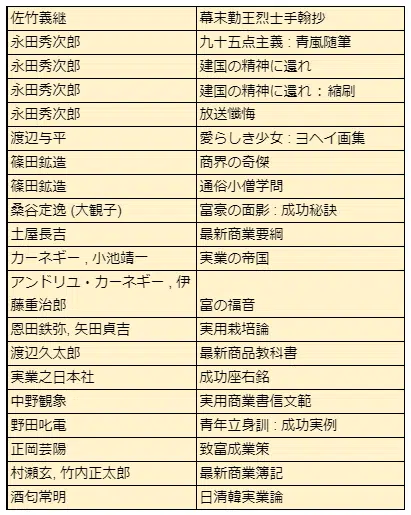 佐竹義継 幕末勤王烈士手翰抄
永田秀次郎 九十五点主義 : 青嵐随筆
永田秀次郎 建国の精神に還れ
永田秀次郎 建国の精神に還れ : 縮刷
永田秀次郎 放送懺悔
渡辺与平 愛らしき少女 : ヨヘイ画集
篠田鉱造 商界の奇傑
篠田鉱造 通俗小僧学問
桑谷定逸 (大観子) 富豪の面影 : 成功秘訣
土屋長吉 最新商業要綱
カーネギー , 小池靖一 実業の帝国
アンドリユ・カーネギー , 伊
藤重治郎 富の福音
恩田鉄弥, 矢田貞吉 実用栽培論
渡辺久太郎 最新商品教科書
実業之日本社 成功座右銘
中野観象 実用商業書信文範
野田叱電 青年立身訓 : 成功実例
正岡芸陽 致富成業策
村瀬玄, 竹内正太郎 最新商業簿記
酒匂常明 日清韓実業論